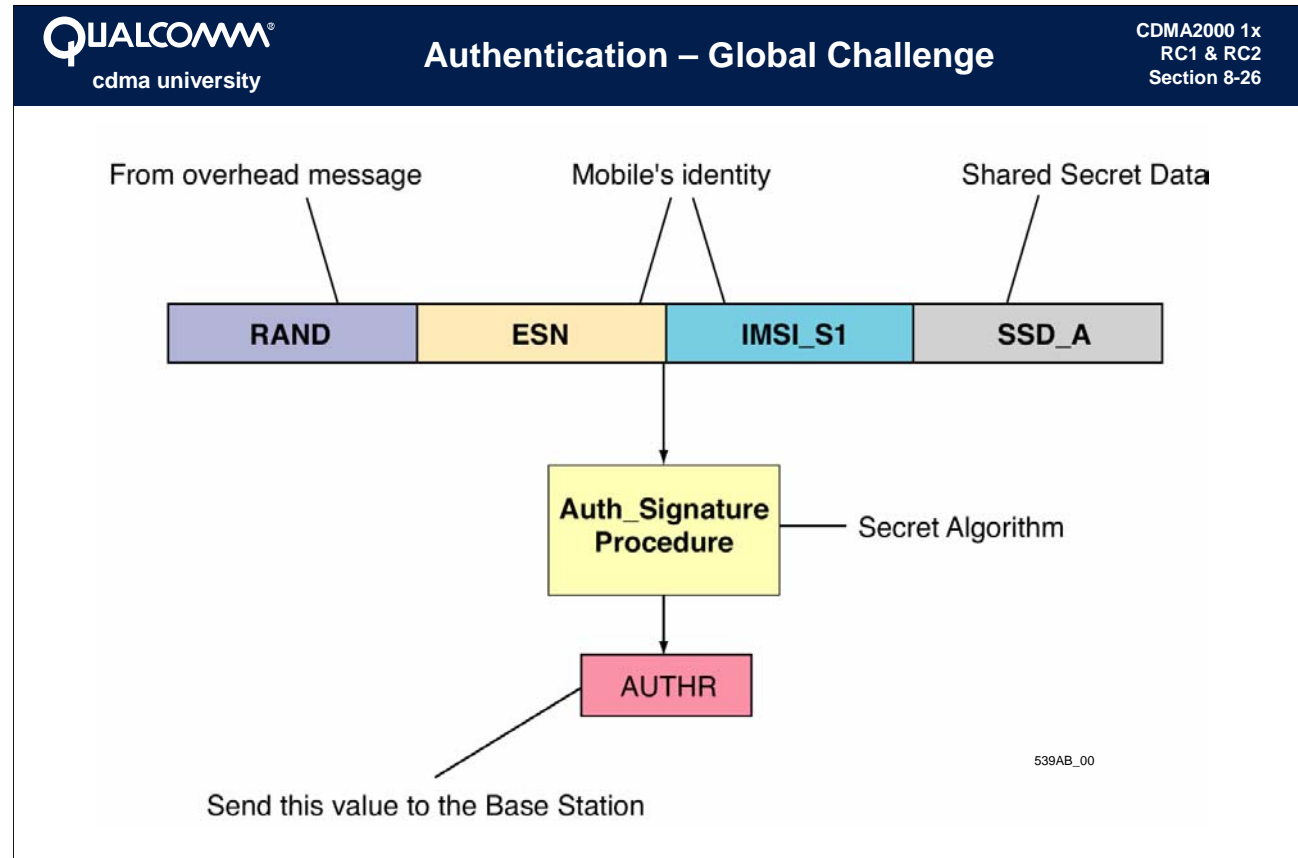 QUALCOMM®
cdma university
Authentication – Global Challenge
CDMA2000 1x
RC1 & RC2
Section 8-26
From overhead message
Mobile's identity
Shared Secret Data
RAND
ESN
IMSI_S1
SSD_A
Auth_Signature
Procedure
Secret Algorithm
AUTHR
539AB_00
Send this value to the Base Station